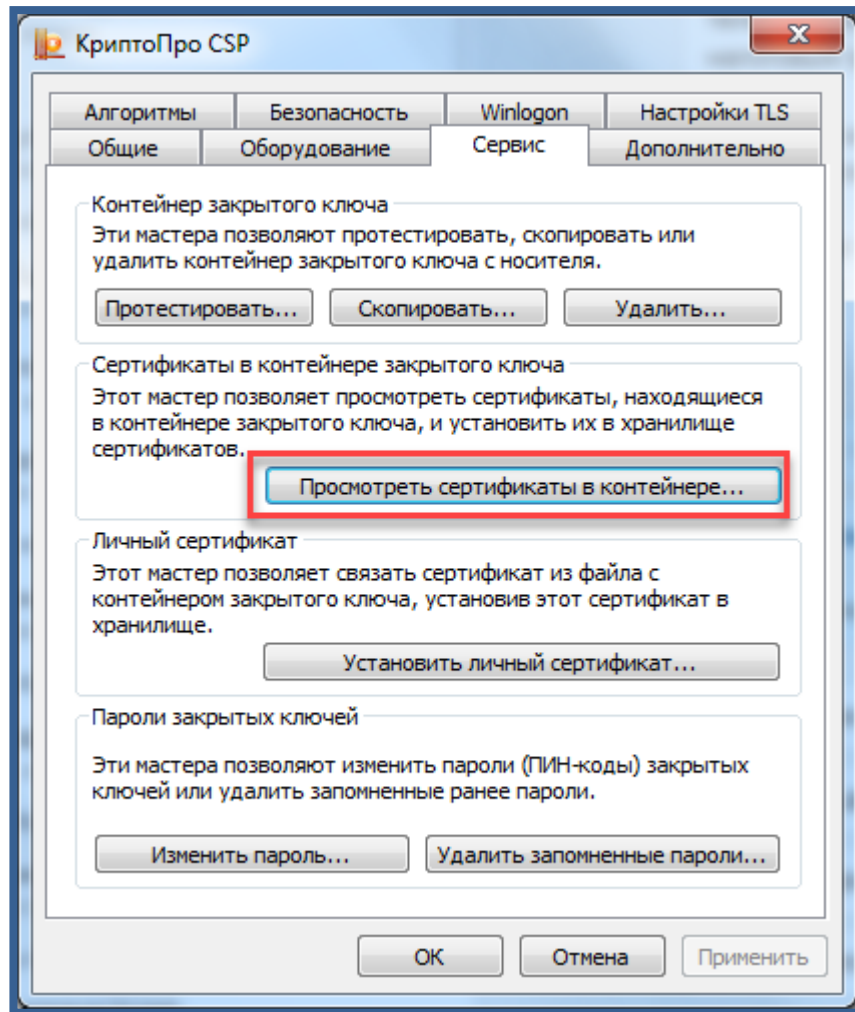 КриптоПро CSP
Алгоритмы Безопасность Winlogon Настройки TLS
Общие Оборудование Сервис Дополнительно
Контейнер закрытого ключа
Эти мастера позволяют протестировать, скопировать или
удалить контейнер закрытого ключа с носителя.
Протестировать... Скопировать... Удалить...
Сертификаты в контейнере закрытого ключа
Этот мастер позволяет просмотреть сертификаты, находящиеся
в контейнере закрытого ключа, и установить их в хранилище
сертификатов.
Просмотреть сертификаты в контейнере...
Личный сертификат
Этот мастер позволяет связать сертификат из файла с
контейнером закрытого ключа, установив этот сертификат в
хранилище.
Установить личный сертификат...
Пароли закрытых ключей
Эти мастера позволяют изменить пароли (ПИН-коды) закрытых
ключей или удалить запомненные ранее пароли.
Изменить пароль... Удалить запомненные пароли...
ОК Отмена Применить